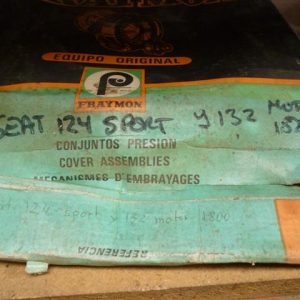 EQUIPO ORIGINAL
P
FRAYMON
SEAT 124 SPORT y 132
CONJUNTOS PRESION
COVER ASSEMBLIES
MECANISMES D'EMBRAYAGES
124 sport y 132 motor 1800
REFERENCIA